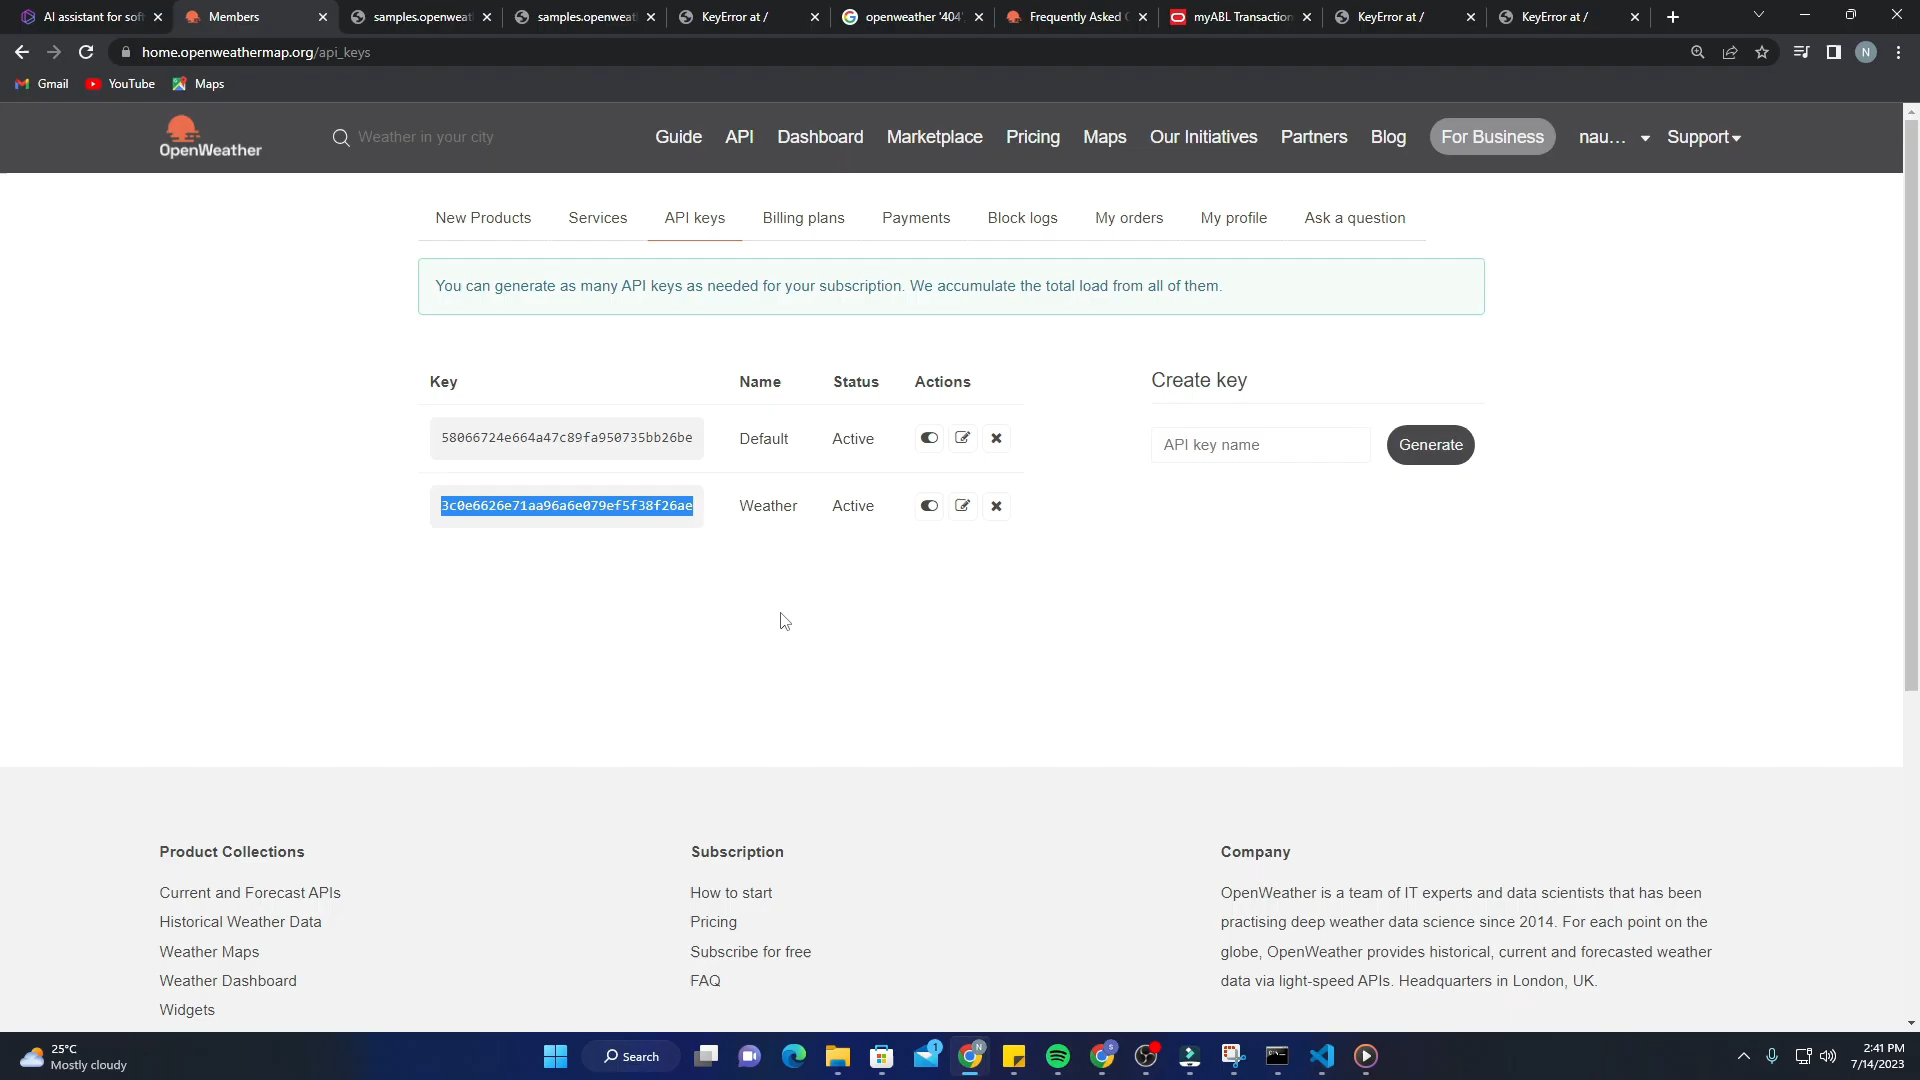 AI assistant for soft
Members
samples.openweat
samples.openweat
KeyError at /
openweather '404'
Frequently Asked
myABL Transaction
KeyError at /
KeyError at /
home.openweathermap.org/api_keys
N
Gmail
YouTube
Maps
OpenWeather
Weather in your city
Guide
API
Dashboard
Marketplace
Pricing
Maps
Our Initiatives
Partners
Blog
For Business
nau...
Support
New Products
Services
API keys
Billing plans
Payments
Block logs
My orders
My profile
Ask a question
You can generate as many API keys as needed for your subscription. We accumulate the total load from all of them.
Key
Name
Status
Actions
Create key
58066724e664a47c89fa950735bb26be
Default
Active
API key name
Generate
3c0e6626e71aa96a6e079ef5f38f26ae
Weather
Active
Product Collections
Current and Forecast APIs
Historical Weather Data
Weather Maps
Weather Dashboard
Widgets
Subscription
How to start
Pricing
Subscribe for free
FAQ
Company
OpenWeather is a team of IT experts and data scientists that has been
practising deep weather data science since 2014. For each point on the
globe, OpenWeather provides historical, current and forecasted weather
data via light-speed APIs. Headquarters in London, UK.
25°C
Mostly cloudy
Search
1
N
S
2:41 PM
7/14/2023